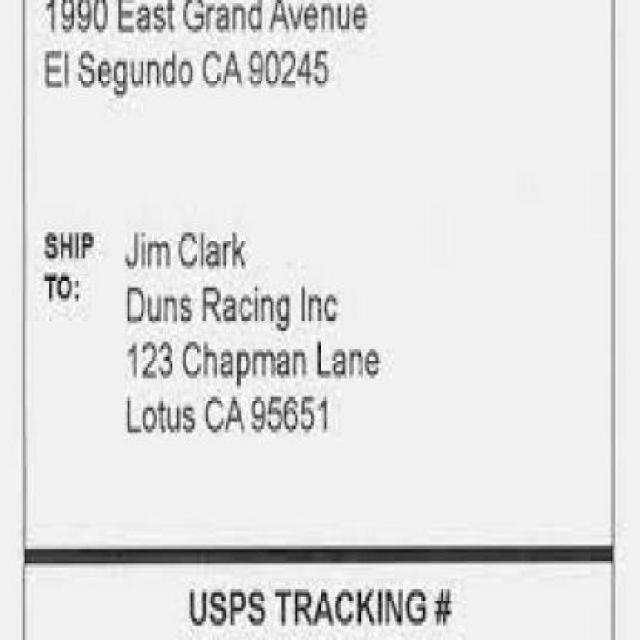 1990 East Grand Avenue
El Segundo CA 90245
SHIP TO:
Jim Clark
Duns Racing Inc
123 Chapman Lane
Lotus CA 95651
USPS TRACKING #